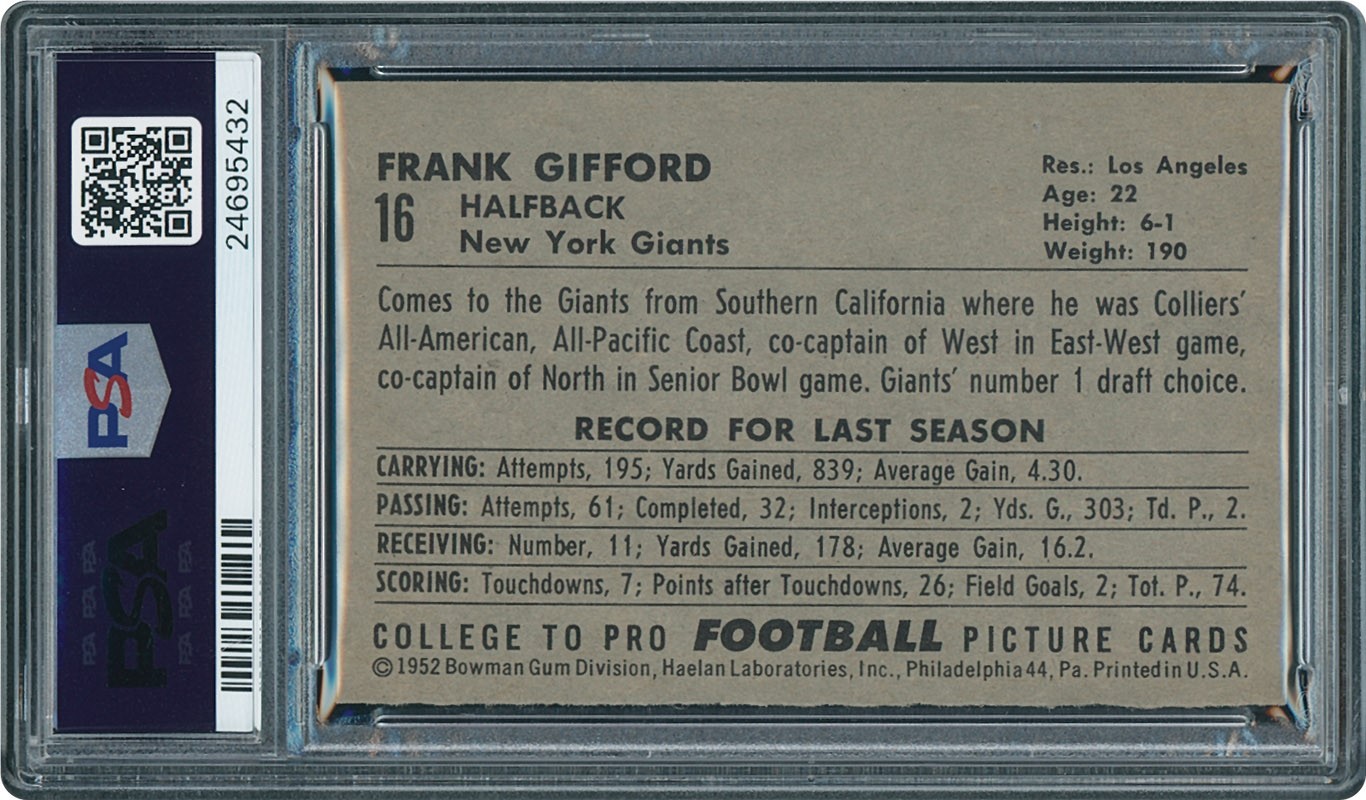 24695432
PSA
PSA
PSA PSA PSA
PSA PSA PSA
FRANK GIFFORD
16 HALFBACK
New York Giants
Res.: Los Angeles
Age: 22
Height: 6-1
Weight: 190
Comes to the Giants from Southern California where he was Colliers'
All-American, All-Pacific Coast, co-captain of West in East-West game,
co-captain of North in Senior Bowl game. Giants' number 1 draft choice.
RECORD FOR LAST SEASON
CARRYING: Attempts, 195; Yards Gained, 839; Average Gain, 4.30.
PASSING: Attempts, 61; Completed, 32; Interceptions, 2; Yds. G., 303; Td. P., 2.
RECEIVING: Number, 11; Yards Gained, 178; Average Gain, 16.2.
SCORING: Touchdowns, 7; Points after Touchdowns, 26; Field Goals, 2; Tot. P., 74.
COLLEGE TO PRO FOOTBALL PICTURE CARDS
©1952 Bowman Gum Division, Haelan Laboratories, Inc., Philadelphia 44, Pa. Printed in U.S.A.